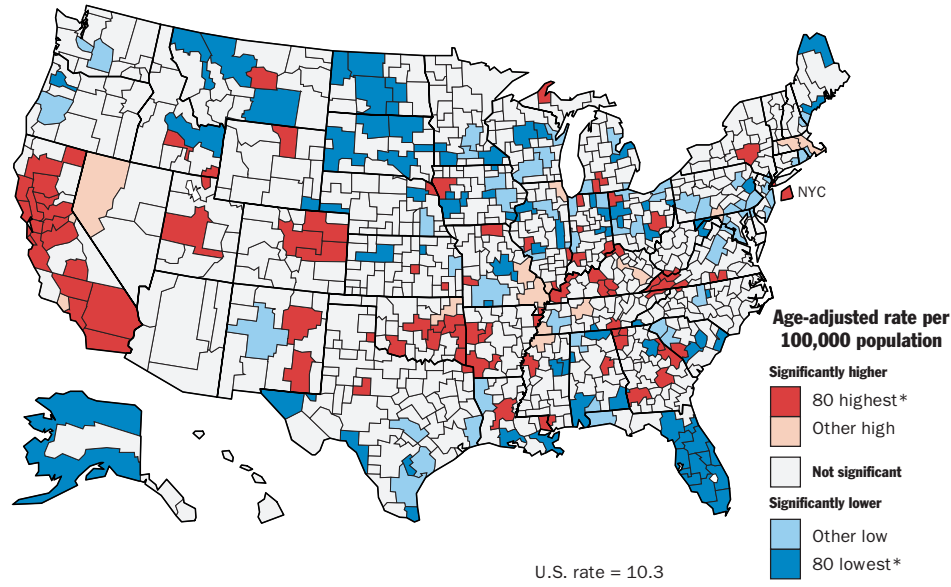 NYC
Age-adjusted rate per
100,000 population
Significantly higher
80 highest*
Other high
Not significant
Significantly lower
Other low
80 lowest*
U.S. rate = 10.3